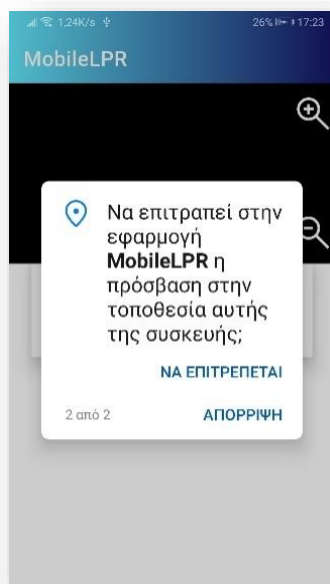 1,24K/s 26% 17:23
MobileLPR
Να επιτραπεί στην
εφαρμογή
MobileLPR η
πρόσβαση στην
τοποθεσία αυτής
της συσκευής;
ΝΑ ΕΠΙΤΡΕΠΕΤΑΙ
2 από 2 ΑΠΟΡΡΙΨΗ